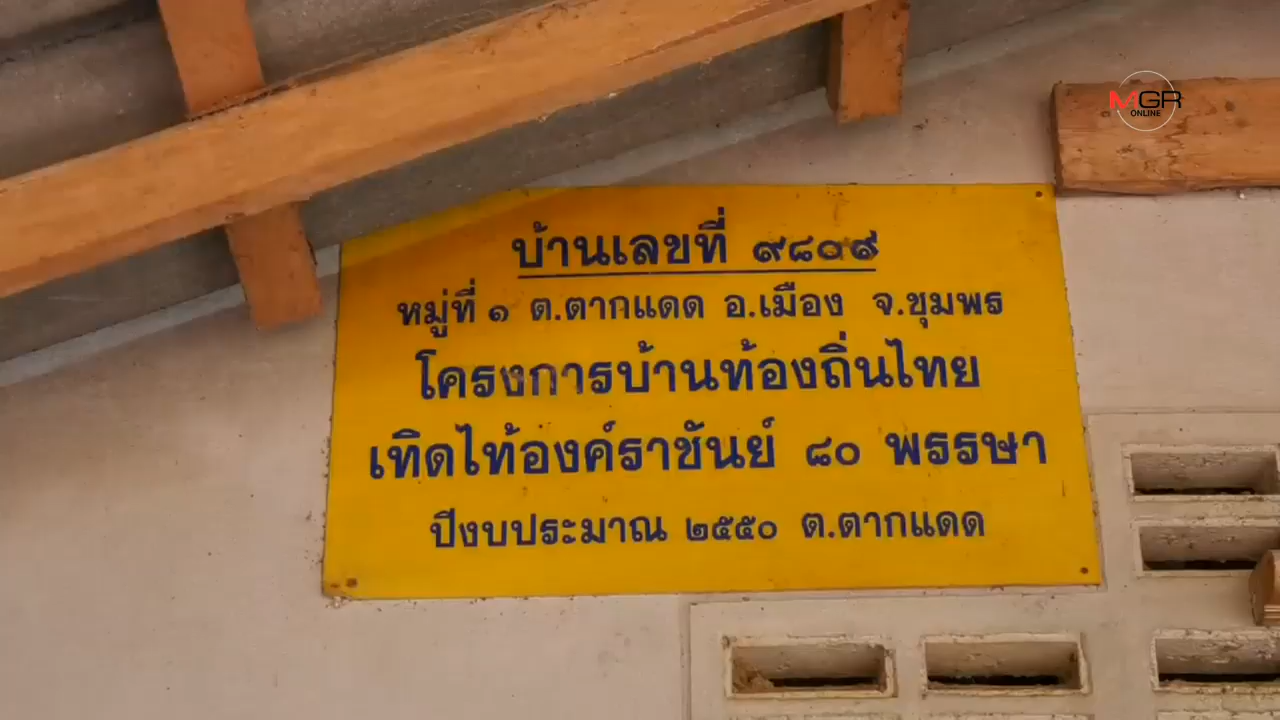 MGR
ONLINE
บ้านเลขที่ ๙๘๐๙
หมู่ที่ ๑ ต.ตากแดด อ.เมือง จ.ชุมพร
โครงการบ้านท้องถิ่นไทย
เทิดไท้องค์ราชันย์ ๘๐ พรรษา
ปีงบประมาณ ๒๕๕๐ ต.ตากแดด